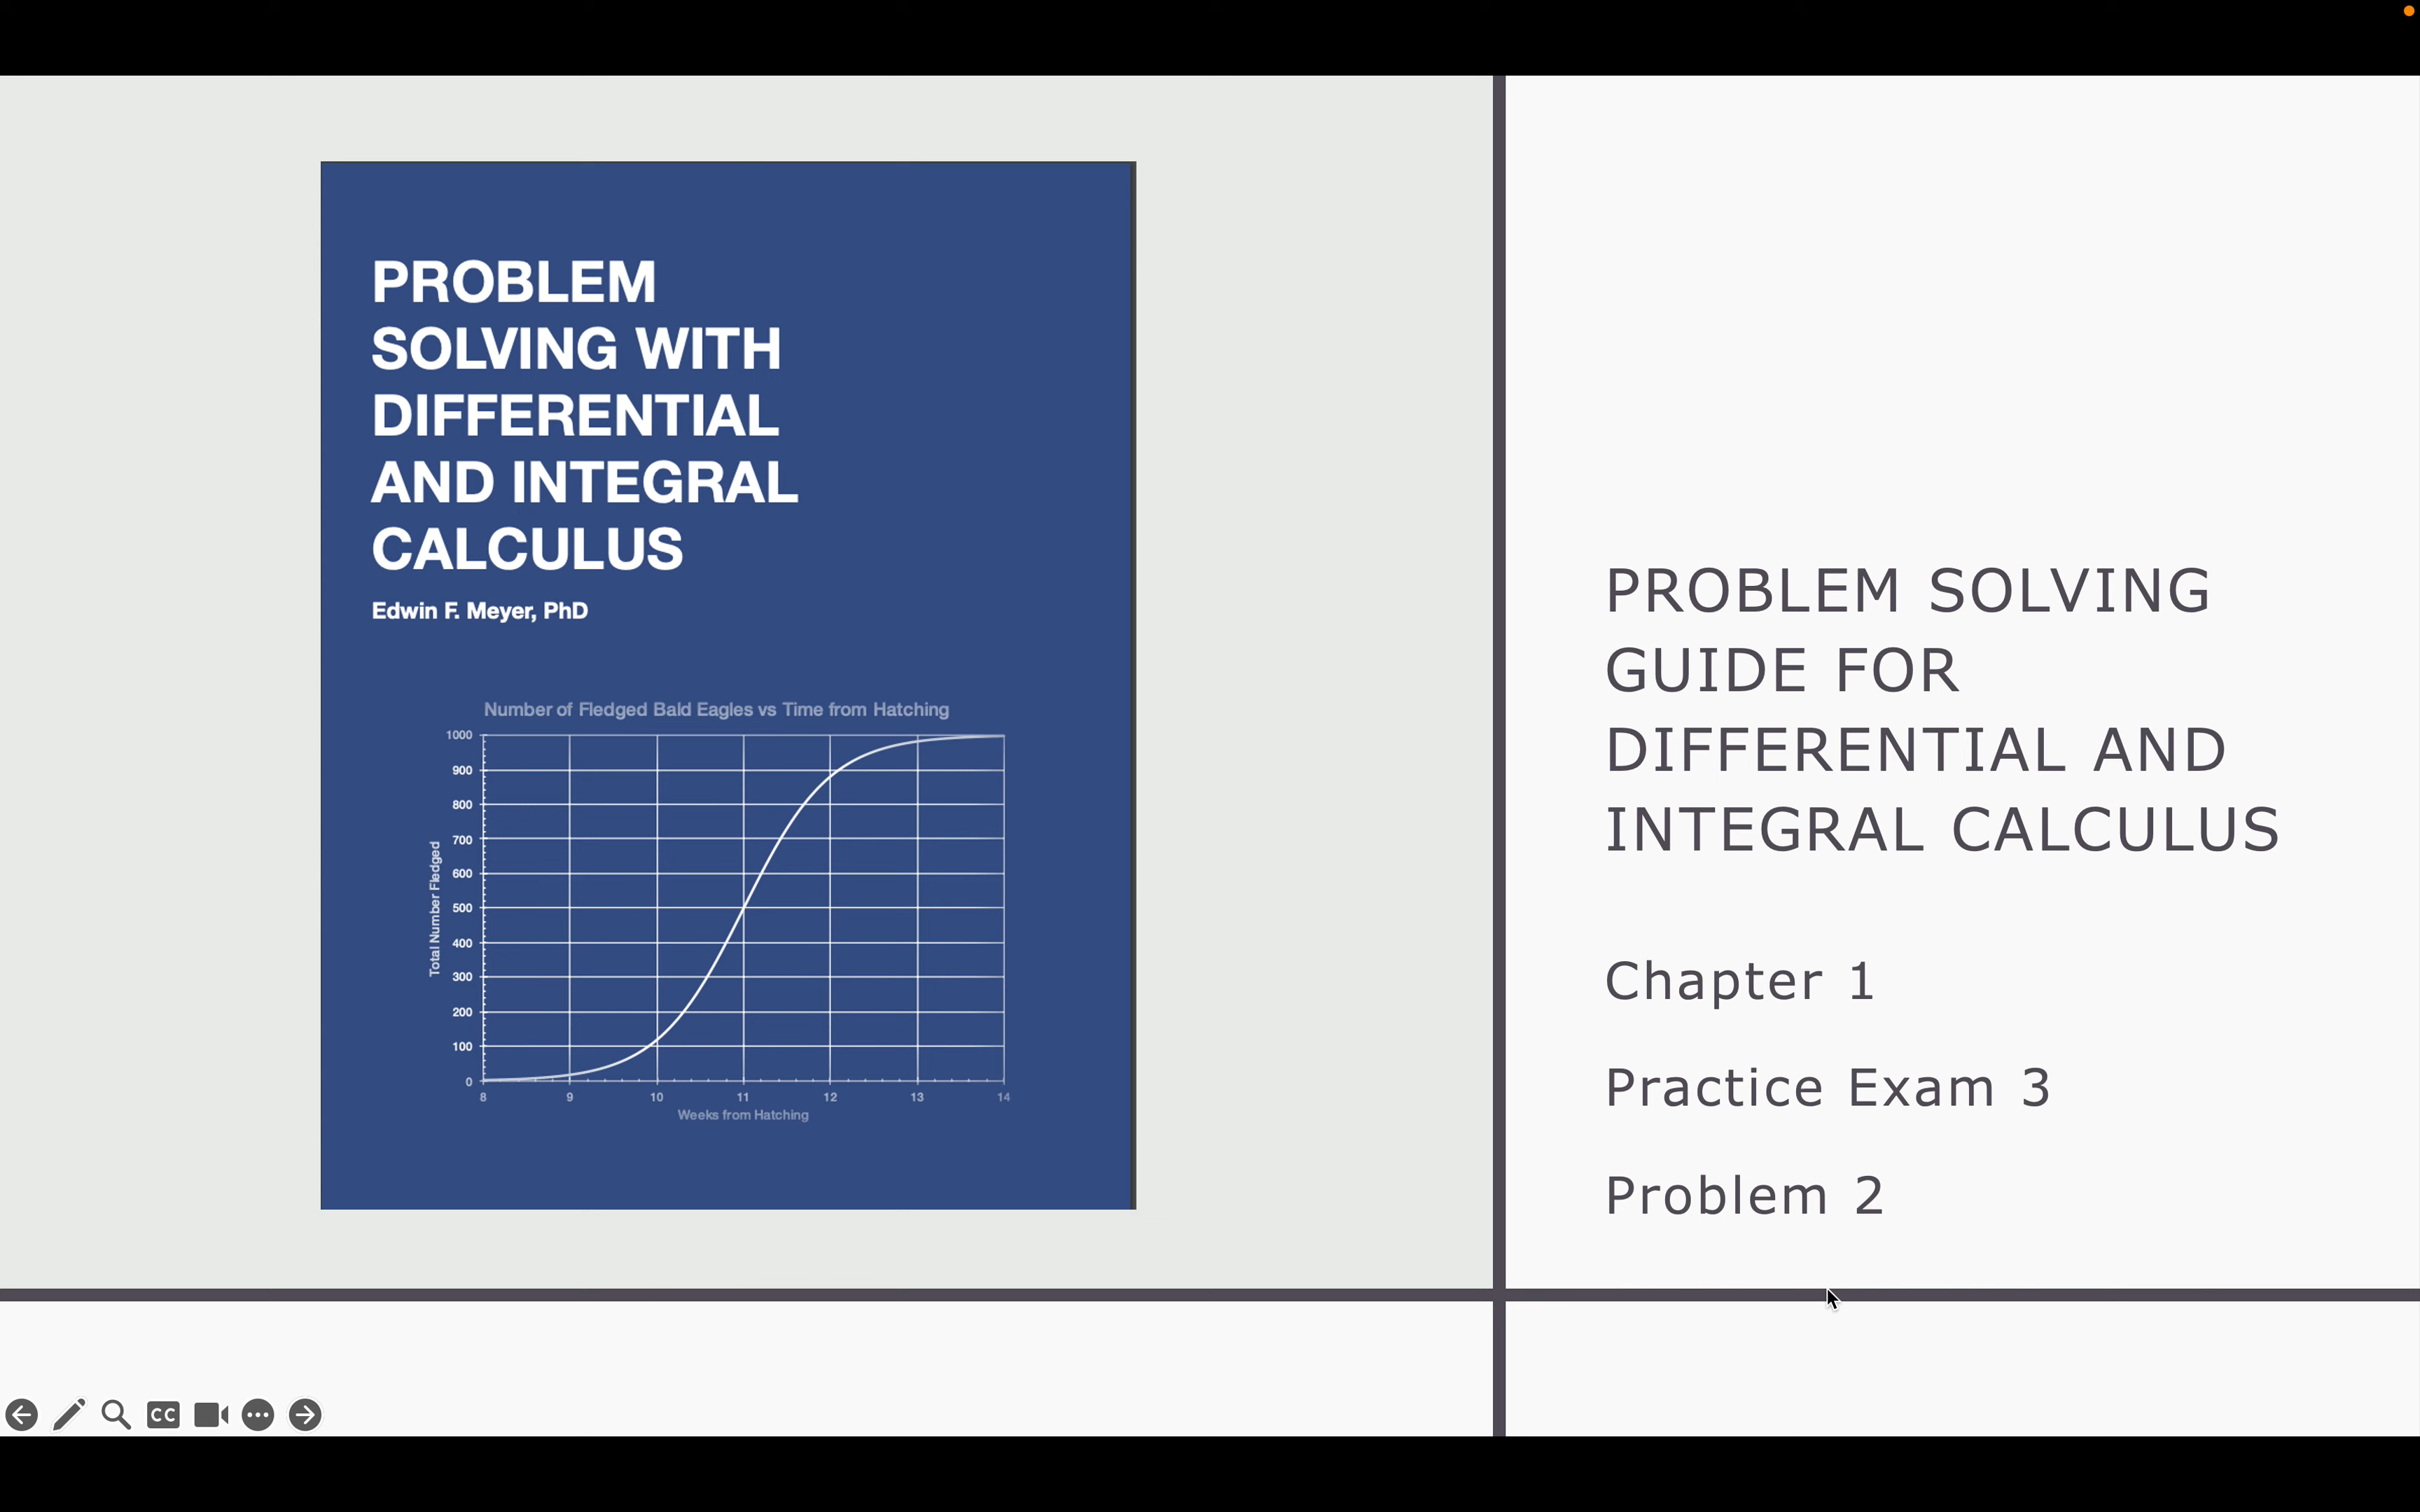 PROBLEM
SOLVING WITH
DIFFERENTIAL
AND INTEGRAL
CALCULUS
Edwin F. Meyer, PhD
Number of Fledged Bald Eagles vs Time from Hatching
1000
900
800
700
600
500
400
300
200
100
0
Total Number Fledged
8 9 10 11 12 13 14
Weeks from Hatching
PROBLEM SOLVING
GUIDE FOR
DIFFERENTIAL AND
INTEGRAL CALCULUS
Chapter 1
Practice Exam 3
Problem 2
CC